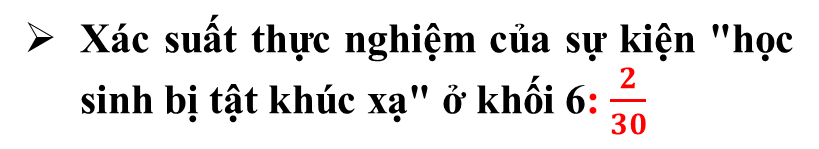 ➢ Xác suất thực nghiệm của sự kiện "học
sinh bị tật khúc xạ" ở khối 6: 2/30